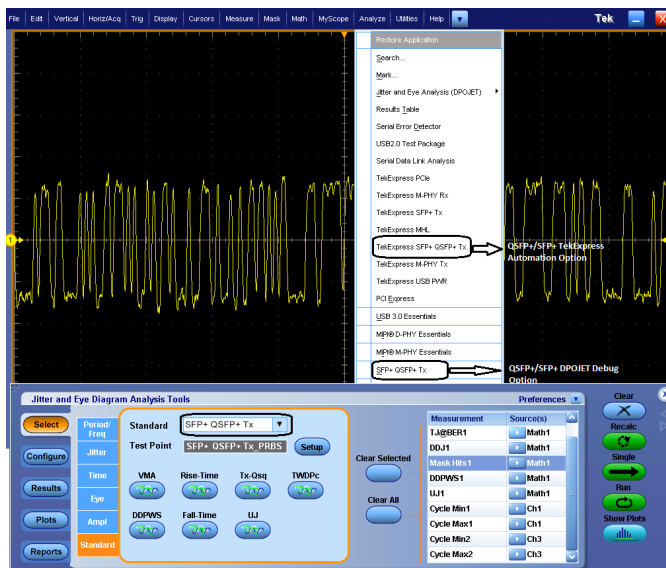 File Edit Vertical Horiz/Acq Trig Display Cursors Measure Mask Math MyScope Analyze Utilities Help Tek
Restore Application
Search...
Mark...
Jitter and Eye Analysis (DPOJET)
Results Table
Serial Error Detector
USB2.0 Test Package
Serial Data Link Analysis
TekExpress PCIe
TekExpress M-PHY Rx
TekExpress SFP+ Tx
TekExpress MHL
TekExpress SFP+ QSFP+ Tx
TekExpress M-PHY Tx
TekExpress USB PWR
PCI Express
USB 3.0 Essentials
MIPI® D-PHY Essentials
MIPI® M-PHY Essentials
SFP+ QSFP+ Tx
QSFP+/SFP+ TekExpress
Automation Option
QSFP+/SFP+ DPOJET Debug
Option
1
Jitter and Eye Diagram Analysis Tools
Preferences
Select
Configure
Results
Plots
Reports
Period/
Freq
Jitter
Time
Eye
Ampl
Standard
Standard SFP+ QSFP+ Tx
Test Point SFP+ QSFP+ Tx_PRBS Setup
VMA Rise-Time Tx-Qsq TWDPc
DDPWS Fall-Time UJ
Clear Selected
Clear All
Measurement Source(s)
TJ@BER1 Math1
DDJ1 Math1
Mask Hits1 Math1
DDPWS1 Math1
UJ1 Math1
Cycle Min1 Ch1
Cycle Max1 Ch1
Cycle Min2 Ch3
Cycle Max2 Ch3
Clear
X
Recalc
Single
Run
Show Plots